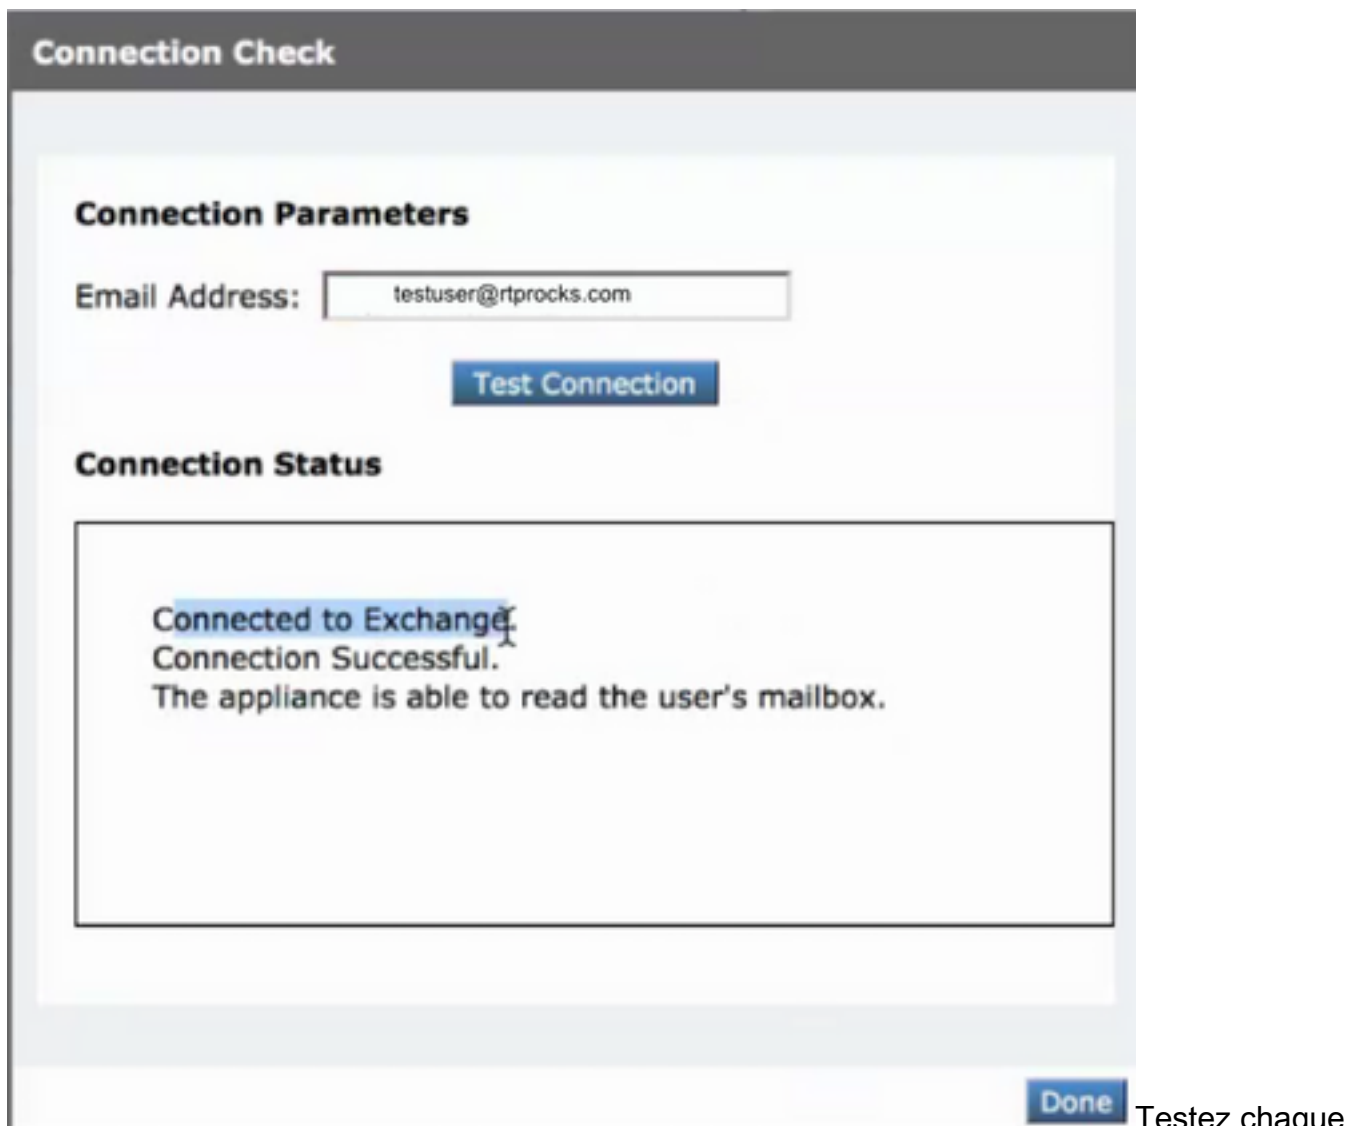 Connection Check
Connection Parameters
Email Address: testuser@rtprocks.com
Test Connection
Connection Status
Connected to Exchange.
Connection Successful.
The appliance is able to read the user's mailbox.
Done
Testez chaque